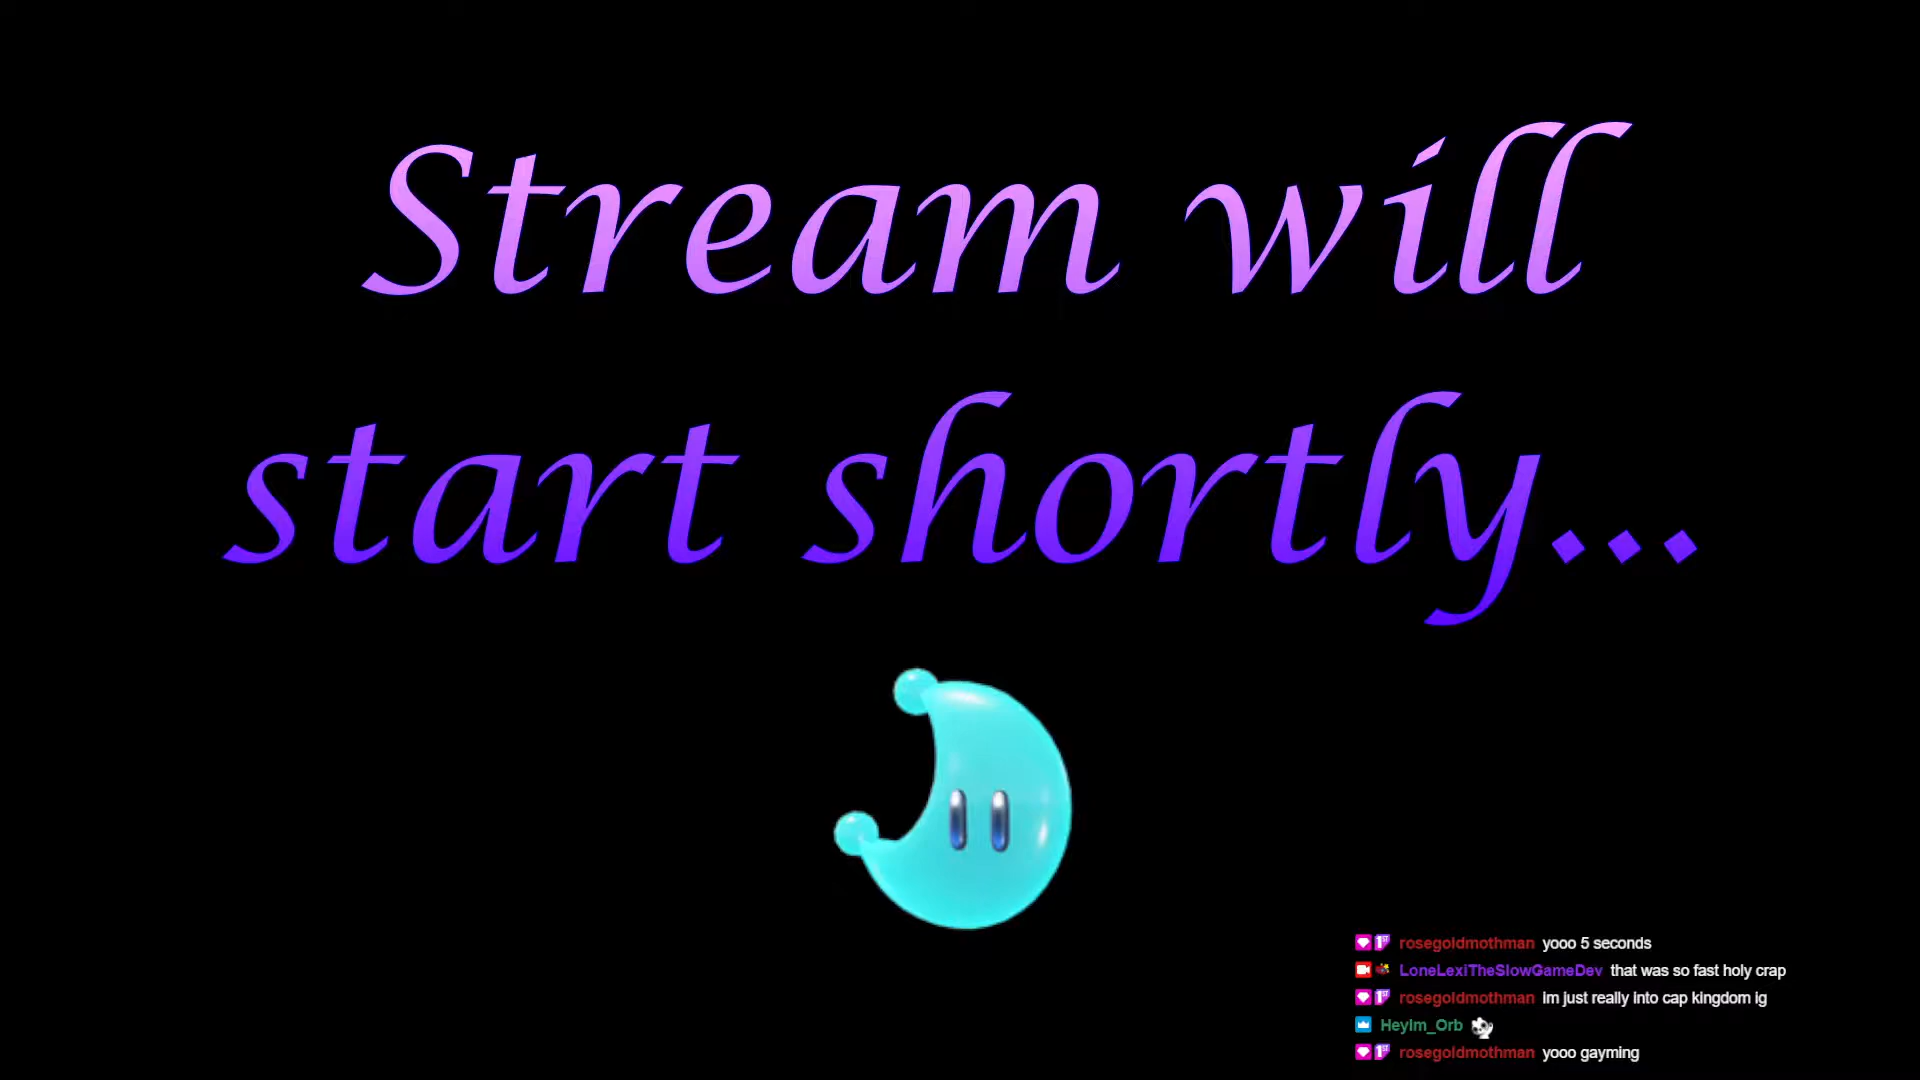 Stream will
start shortly...
rosegoldmothman yooo 5 seconds
LoneLexiTheSlowGameDev that was so fast holy crap
rosegoldmothman im just really into cap kingdom ig
HeyIm_Orb
rosegoldmothman yooo gayming